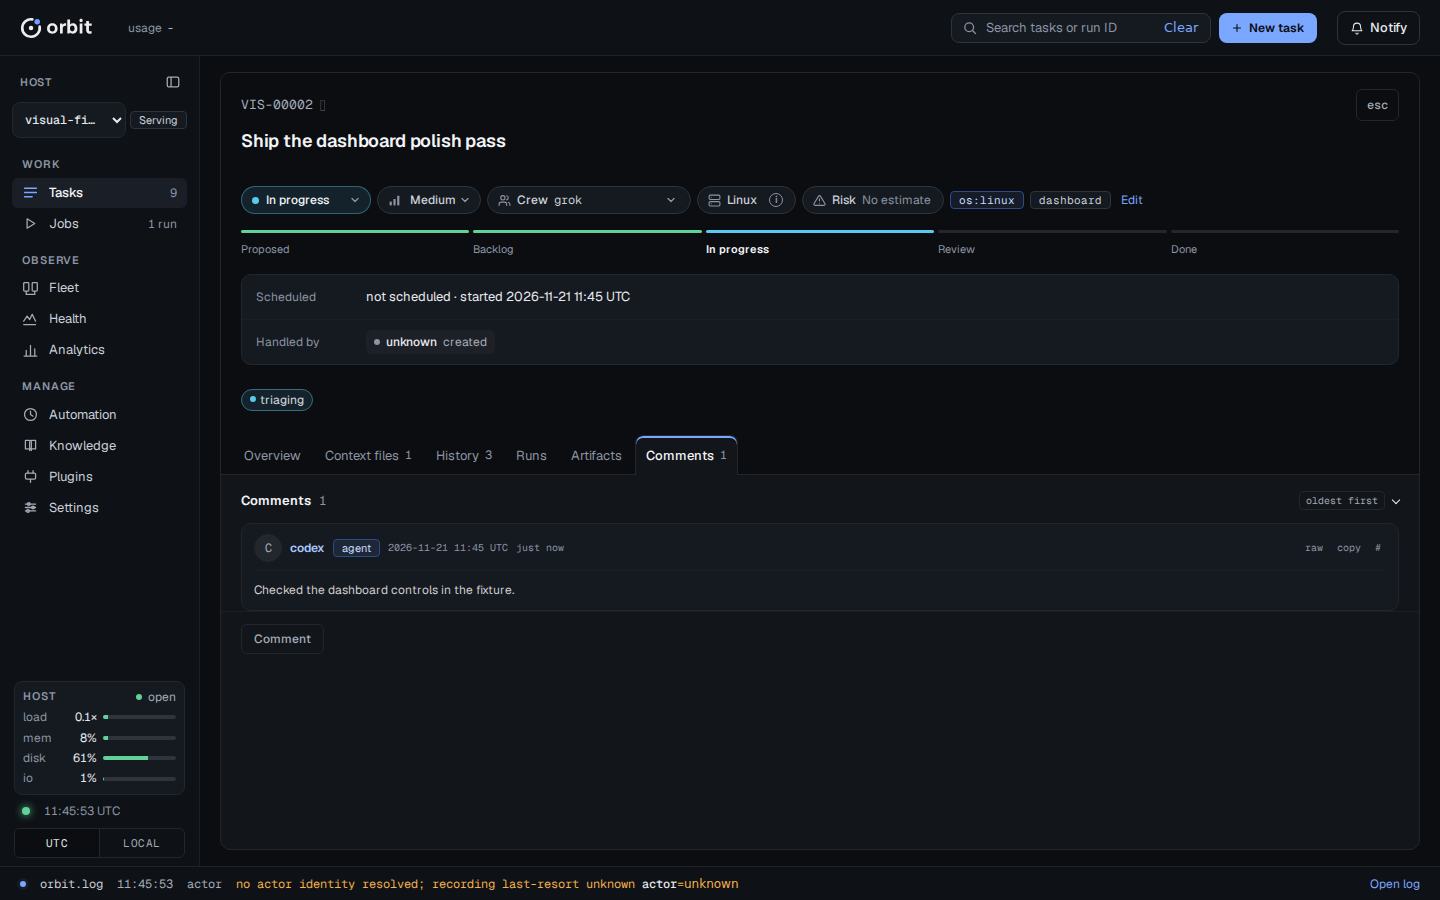 orbit
usage -
Search tasks or run ID
Clear
+ New task
Notify
HOST
visual-fi…
Serving
WORK
Tasks 9
Jobs 1 run
OBSERVE
Fleet
Health
Analytics
MANAGE
Automation
Knowledge
Plugins
Settings
HOST open
load 0.1×
mem 8%
disk 61%
io 1%
11:45:53 UTC
UTC LOCAL
VIS-00002
esc
Ship the dashboard polish pass
In progress
Medium
Crew grok
Linux
Risk No estimate
os:linux
dashboard
Edit
Proposed
Backlog
In progress
Review
Done
Scheduled not scheduled · started 2026-11-21 11:45 UTC
Handled by unknown created
triaging
Overview
Context files 1
History 3
Runs
Artifacts
Comments 1
Comments 1
oldest first
C codex agent 2026-11-21 11:45 UTC just now
raw copy #
Checked the dashboard controls in the fixture.
Comment
orbit.log 11:45:53 actor no actor identity resolved; recording last-resort unknown actor=unknown
Open log